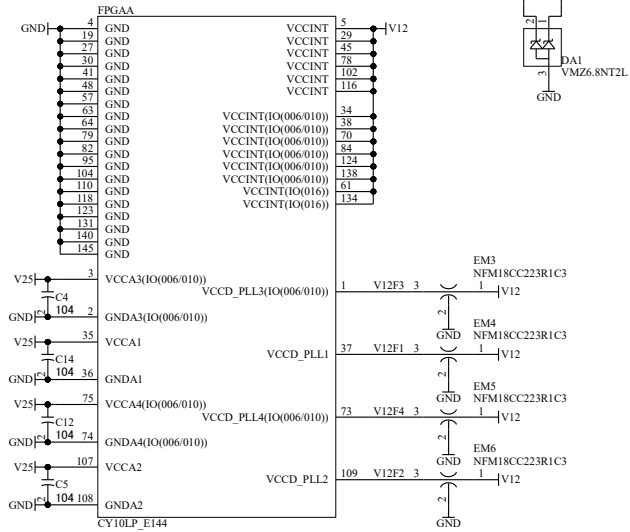 FPGAA
GND 4 GND VCCINT 5 V12
19 GND VCCINT 29
27 GND VCCINT 45
30 GND VCCINT 78
41 GND VCCINT 102
48 GND VCCINT 116
57 GND
63 GND VCCINT(IO(006/010)) 34
64 GND VCCINT(IO(006/010)) 38
79 GND VCCINT(IO(006/010)) 70
82 GND VCCINT(IO(006/010)) 84
95 GND VCCINT(IO(006/010)) 124
104 GND VCCINT(IO(006/010)) 138
110 GND VCCINT(IO(016)) 61
118 GND VCCINT(IO(016)) 134
123 GND
131 GND
140 GND
145 GND
2 1
DA1
VMZ6.8NT2L
3
GND
V25 3 VCCA3(IO(006/010))
C4
104
GND 2 2 GNDA3(IO(006/010))
V25 35 VCCA1
C14
104
GND 2 36 GNDA1
V25 75 VCCA4(IO(006/010))
C12
104
GND 2 74 GNDA4(IO(006/010))
V25 107 VCCA2
C5
104
GND 2 108 GNDA2
EM3
NFM18CC223R1C3
VCCD_PLL3(IO(006/010)) 1 V12F3 3 1 V12
2
GND
EM4
NFM18CC223R1C3
VCCD_PLL1 37 V12F1 3 1 V12
2
GND
EM5
NFM18CC223R1C3
VCCD_PLL4(IO(006/010)) 73 V12F4 3 1 V12
2
GND
EM6
NFM18CC223R1C3
VCCD_PLL2 109 V12F2 3 1 V12
2
GND
CY10LP_E144